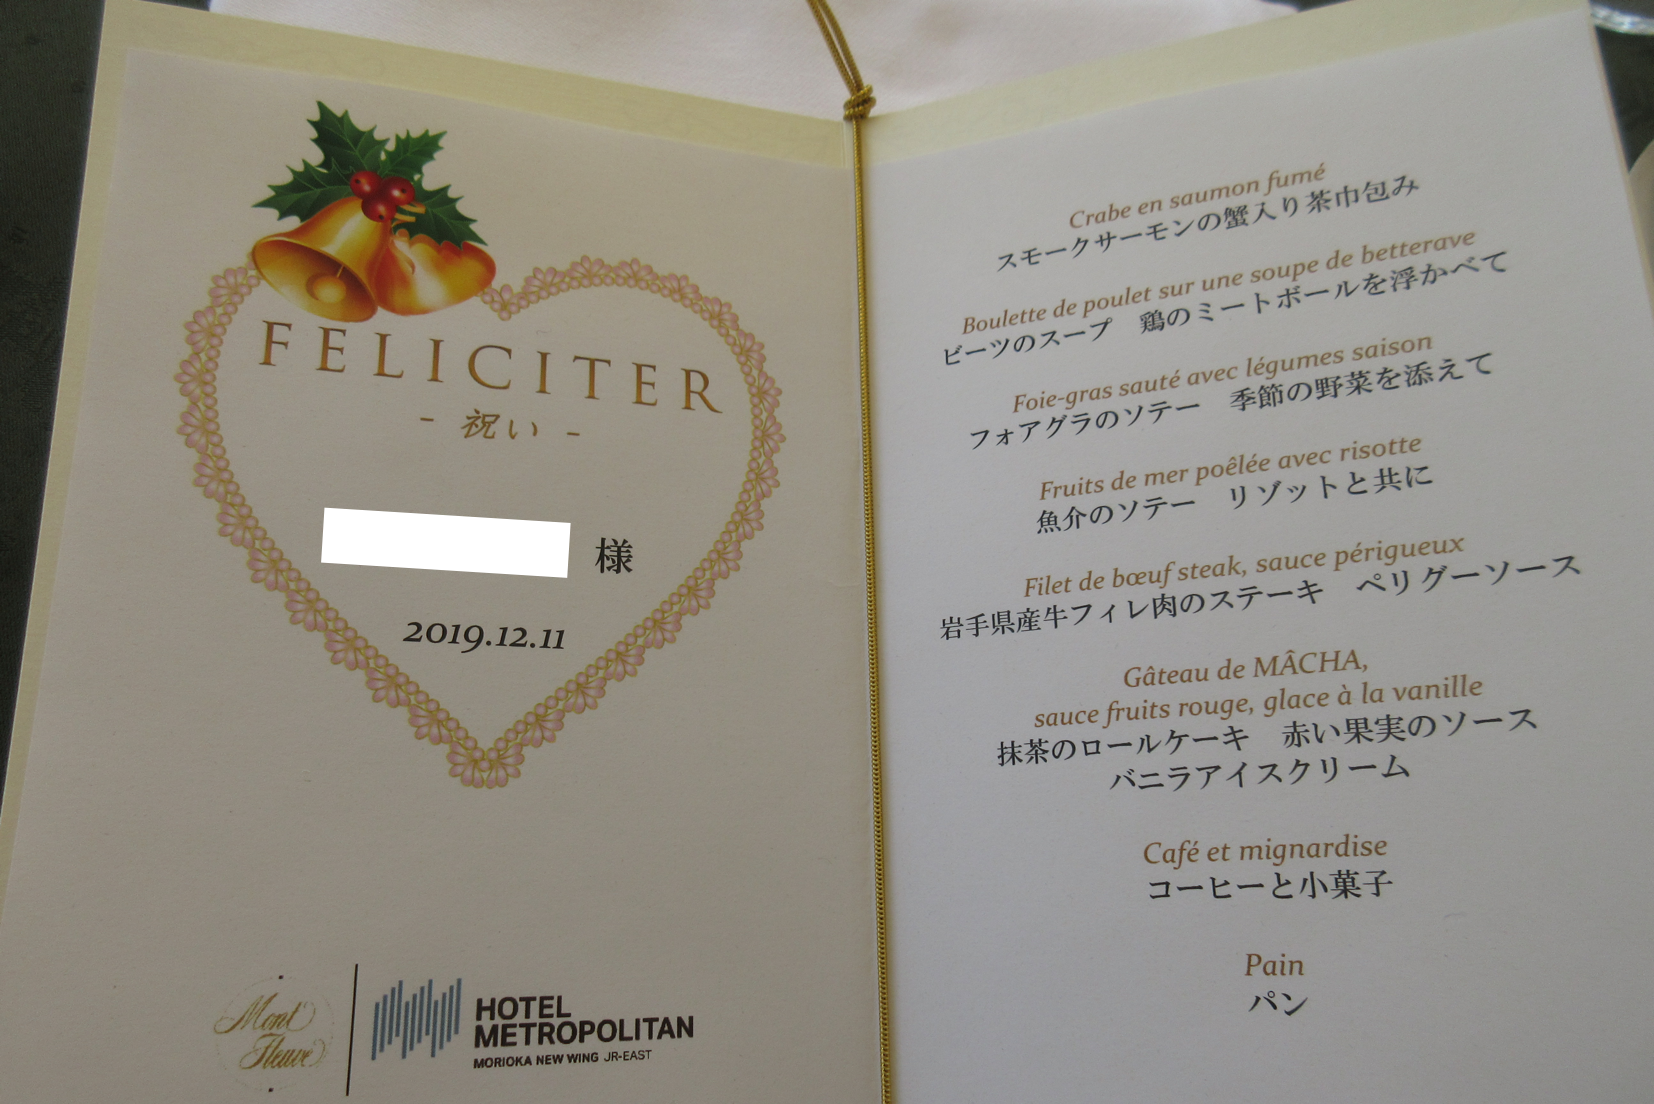 FELICITER
- 祝い -
様
2019.12.11
Mont
Fleuve
HOTEL
METROPOLITAN
MORIOKA NEW WING JR-EAST
Crabe en saumon fumé
スモークサーモンの蟹入り茶巾包み
Boulette de poulet sur une soupe de betterave
ビーツのスープ　鶏のミートボールを浮かべて
Foie-gras sauté avec légumes saison
フォアグラのソテー　季節の野菜を添えて
Fruits de mer poêlée avec risotte
魚介のソテー　リゾットと共に
Filet de bœuf steak, sauce périgueux
岩手県産牛フィレ肉のステーキ　ペリグーソース
Gâteau de MÂCHA,
sauce fruits rouge, glace à la vanille
抹茶のロールケーキ　赤い果実のソース
バニラアイスクリーム
Café et mignardise
コーヒーと小菓子
Pain
パン